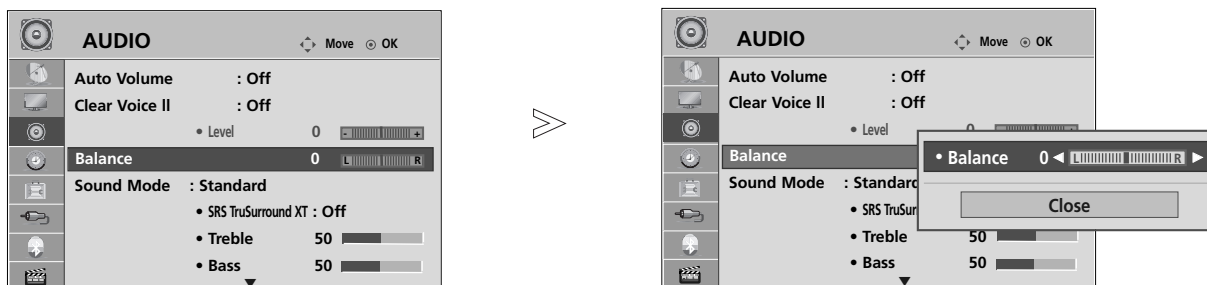 AUDIO
Move OK
Auto Volume : Off
Clear Voice ll : Off
• Level 0 - +
Balance 0 L R
Sound Mode : Standard
• SRS TruSurround XT : Off
• Treble 50
• Bass 50
AUDIO
Move OK
Auto Volume : Off
Clear Voice ll : Off
• Level 0
Balance
• Balance 0 L R
Sound Mode : Standard
• SRS TruSur
Close
• Treble 50
• Bass 50